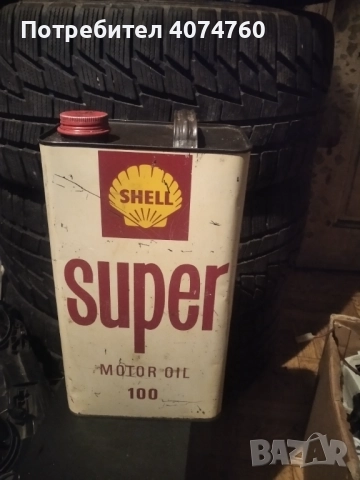 Потребител 4074760
SHELL
super
MOTOR OIL
100
BAZAR